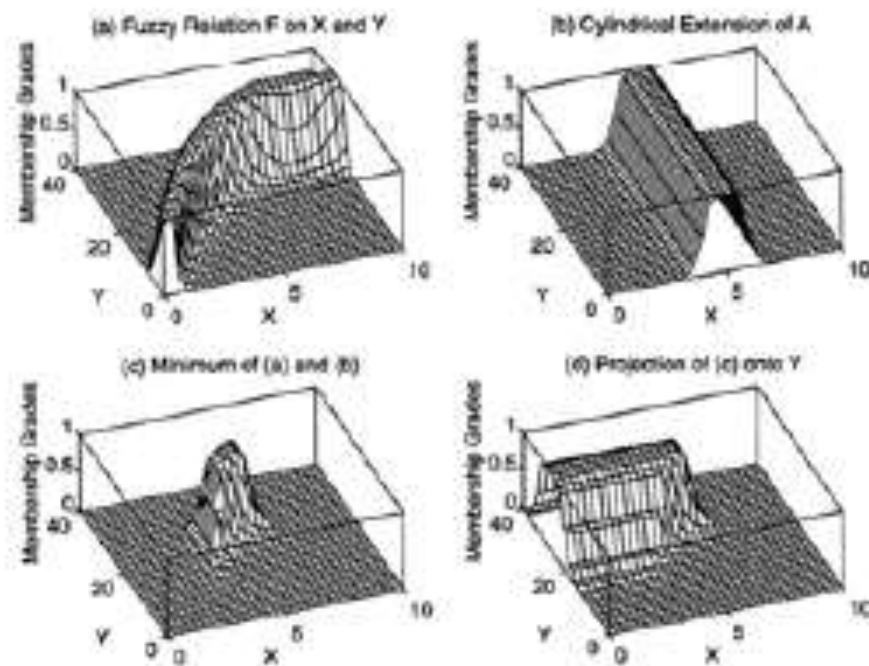 (a) Fuzzy Relation F on X and Y
Membership Grades
1
0.5
0
40
20
0
Y
0
5
10
X
(b) Cylindrical Extension of A
Membership Grades
1
0.5
0
40
20
0
Y
0
5
10
X
(c) Minimum of (a) and (b)
Membership Grades
1
0.5
0
40
20
0
Y
0
5
10
X
(d) Projection of (c) onto Y
Membership Grades
1
0.5
0
40
20
0
Y
0
5
10
X